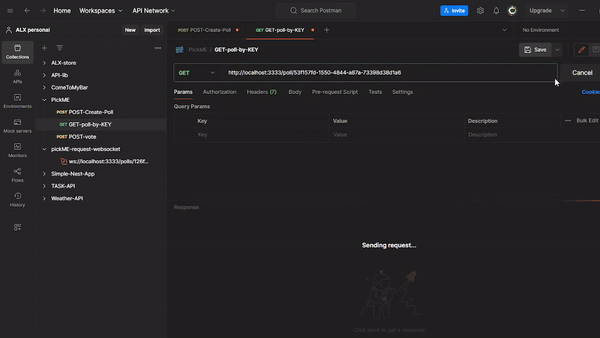 Home Workspaces API Network Search Postman Invite Upgrade
ALX personal New Import POST POST-Create-Poll GET GET-poll-by-KEY No Environment
Collections
APIs
Environments
Mock servers
Monitors
Flows
History
ALX-store
API-lib
ComeToMyBar
PickME
POST POST-Create-Poll
GET GET-poll-by-KEY
POST POST-vote
pickME-request-websocket
ws://localhost:3333/polls/126f...
Simple-Nest-App
TASK-API
Weather-API
PickME / GET-poll-by-KEY Save
GET http://localhost:3333/poll/53f157fd-1550-4844-a87a-73398d38d1a6 Cancel
Params Authorization Headers (7) Body Pre-request Script Tests Settings Cookie
Query Params
Key Value Description Bulk Edit
Key Value Description
Response
Sending request...
Click Send to get a response